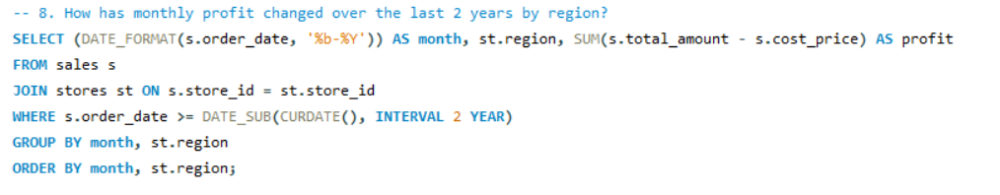 -- 8. How has monthly profit changed over the last 2 years by region?
SELECT (DATE_FORMAT(s.order_date, '%b-%Y')) AS month, st.region, SUM(s.total_amount - s.cost_price) AS profit
FROM sales s
JOIN stores st ON s.store_id = st.store_id
WHERE s.order_date >= DATE_SUB(CURDATE(), INTERVAL 2 YEAR)
GROUP BY month, st.region
ORDER BY month, st.region;